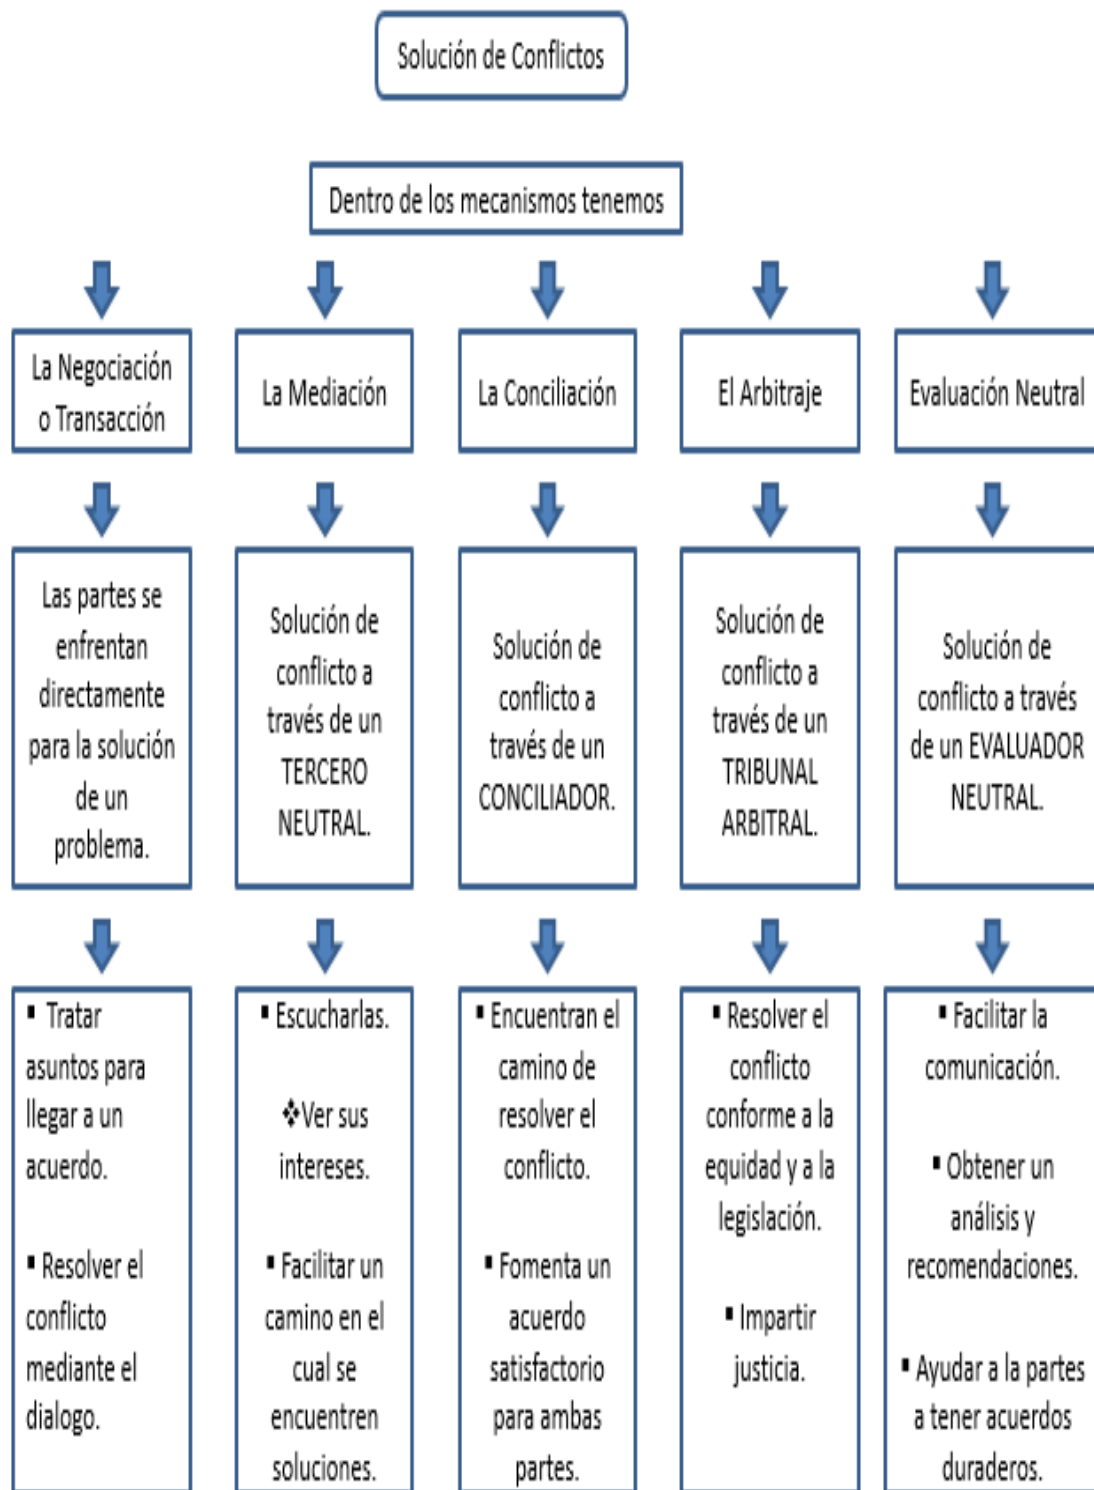 Solución de Conflictos
Dentro de los mecanismos tenemos
La Negociación
o Transacción
La Mediación
La Conciliación
El Arbitraje
Evaluación Neutral
Las partes se
enfrentan
directamente
para la solución
de un
problema.
Solución de
conflicto a
través de un
TERCERO
NEUTRAL.
Solución de
conflicto a
través de un
CONCILIADOR.
Solución de
conflicto a
través de un
TRIBUNAL
ARBITRAL.
Solución de
conflicto a través
de un EVALUADOR
NEUTRAL.
▪ Tratar
asuntos para
llegar a un
acuerdo.
▪ Resolver el
conflicto
mediante el
dialogo.
▪ Escucharlas.
❖Ver sus
intereses.
▪ Facilitar un
camino en el
cual se
encuentren
soluciones.
▪ Encuentran el
camino de
resolver el
conflicto.
▪ Fomenta un
acuerdo
satisfactorio
para ambas
partes.
▪ Resolver el
conflicto
conforme a la
equidad y a la
legislación.
▪ Impartir
justicia.
▪ Facilitar la
comunicación.
▪ Obtener un
análisis y
recomendaciones.
▪ Ayudar a la partes
a tener acuerdos
duraderos.